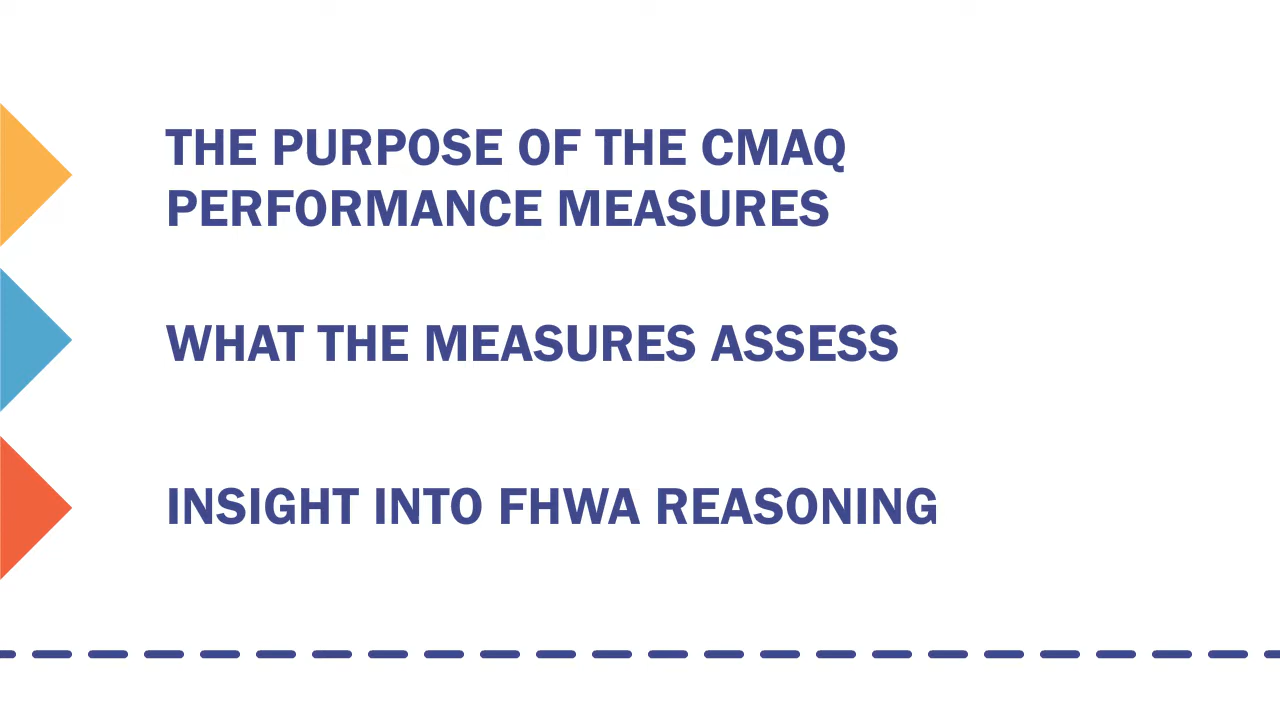 THE PURPOSE OF THE CMAQ
PERFORMANCE MEASURES
WHAT THE MEASURES ASSESS
INSIGHT INTO FHWA REASONING